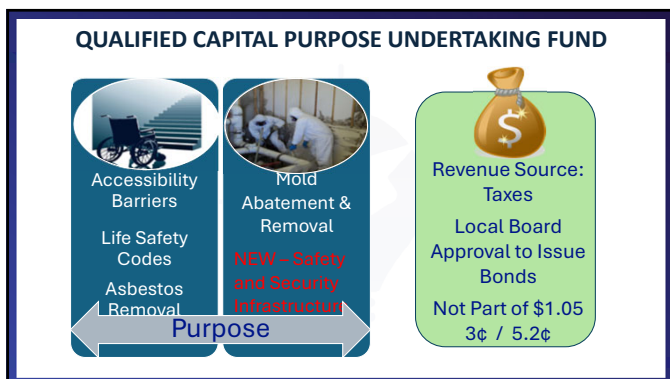 QUALIFIED CAPITAL PURPOSE UNDERTAKING FUND
Accessibility
Barriers
Life Safety
Codes
Asbestos
Removal
Mold
Abatement &
Removal
NEW – Safety
and Security
Infrastructure
Purpose
$
Revenue Source:
Taxes
Local Board
Approval to Issue
Bonds
Not Part of $1.05
3¢ / 5.2¢